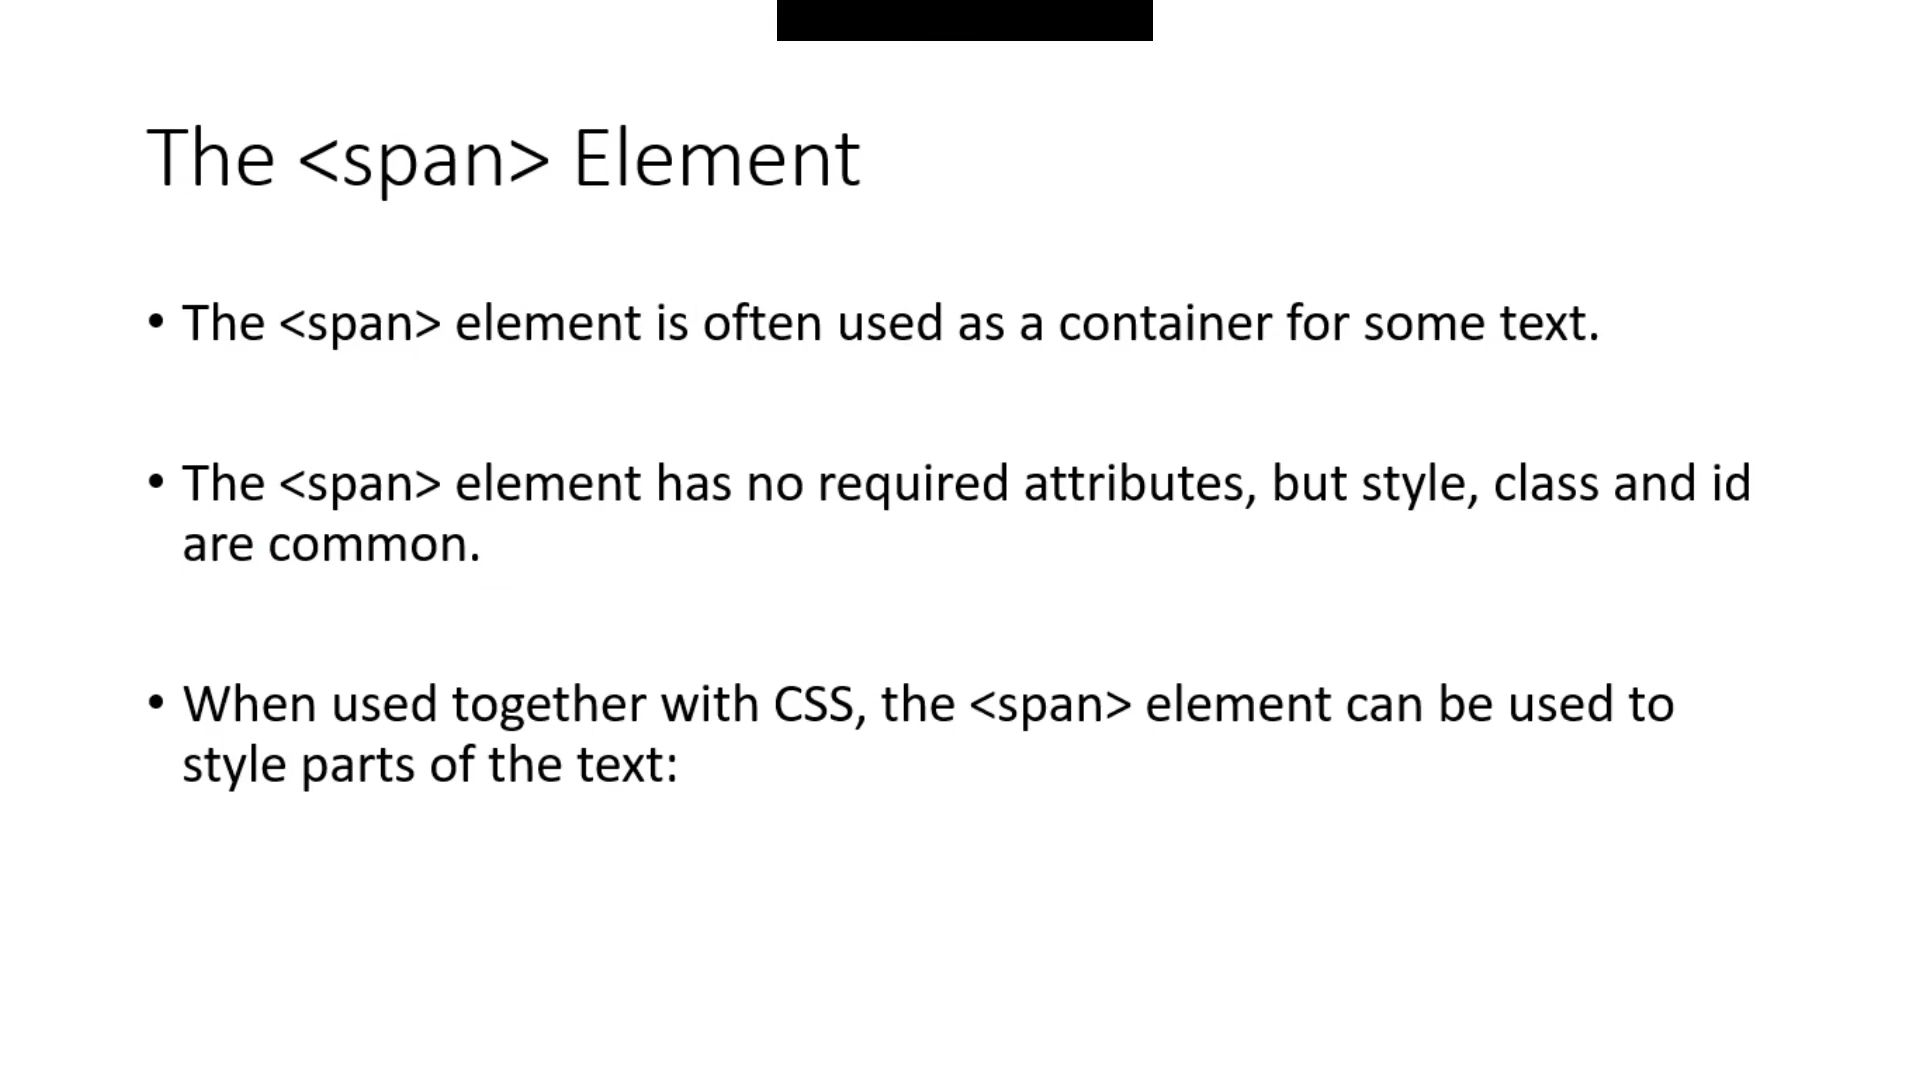 The <span> Element
• The <span> element is often used as a container for some text.
• The <span> element has no required attributes, but style, class and id
are common.
• When used together with CSS, the <span> element can be used to
style parts of the text: